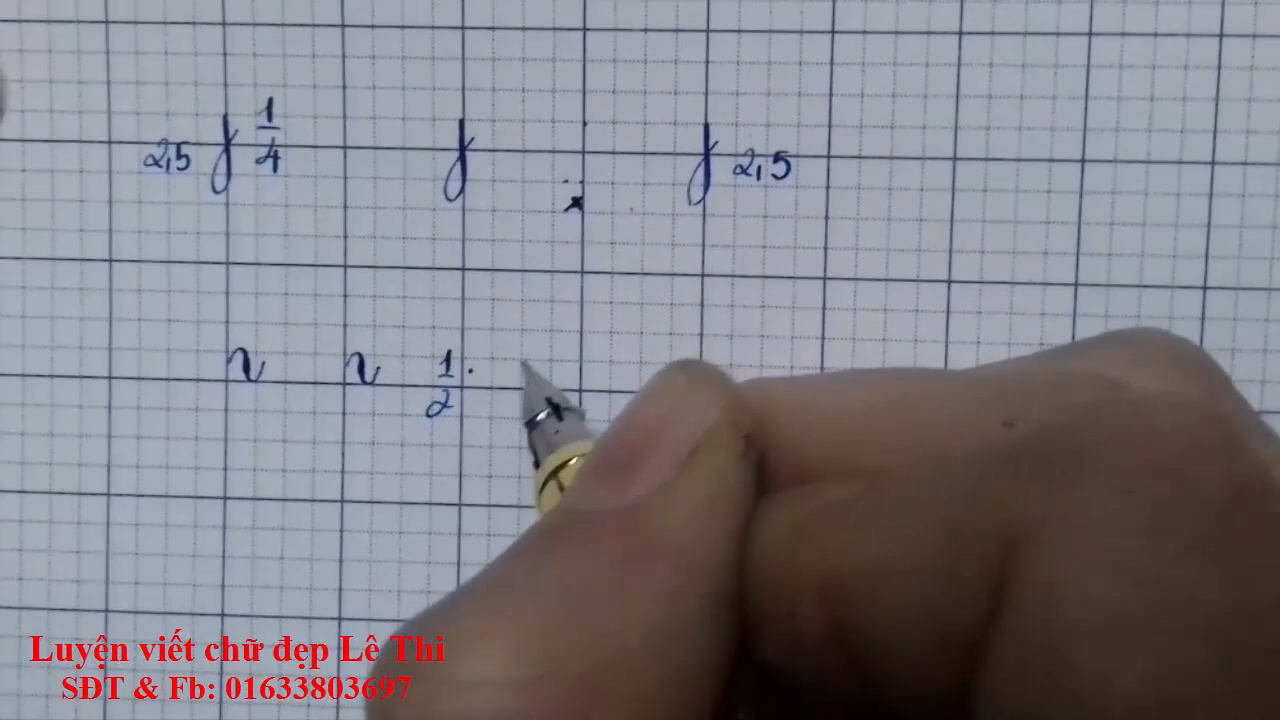 2,5 1/4 2,5
1/2
Luyện viết chữ đẹp Lê Thi
SĐT & Fb: 01633803697